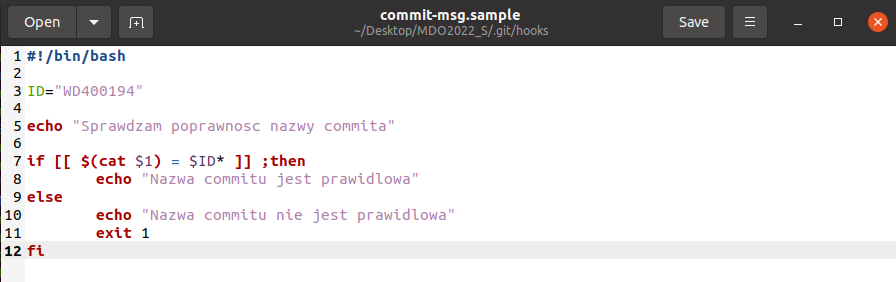 Open
commit-msg.sample
~/Desktop/MDO2022_S/.git/hooks
Save
1 #!/bin/bash
2
3 ID="WD400194"
4
5 echo "Sprawdzam poprawnosc nazwy commita"
6
7 if [[ $(cat $1) = $ID* ]] ;then
8 echo "Nazwa commitu jest prawidlowa"
9 else
10 echo "Nazwa commitu nie jest prawidlowa"
11 exit 1
12 fi